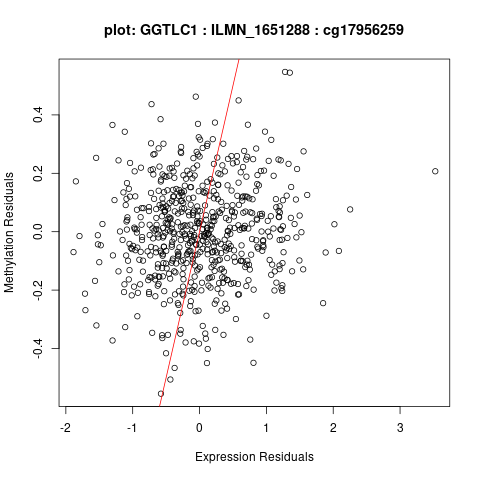 plot: GGTLC1 : ILMN_1651288 : cg17956259
Methylation Residuals
0.4
0.2
0.0
-0.2
-0.4
-2 -1 0 1 2 3
Expression Residuals